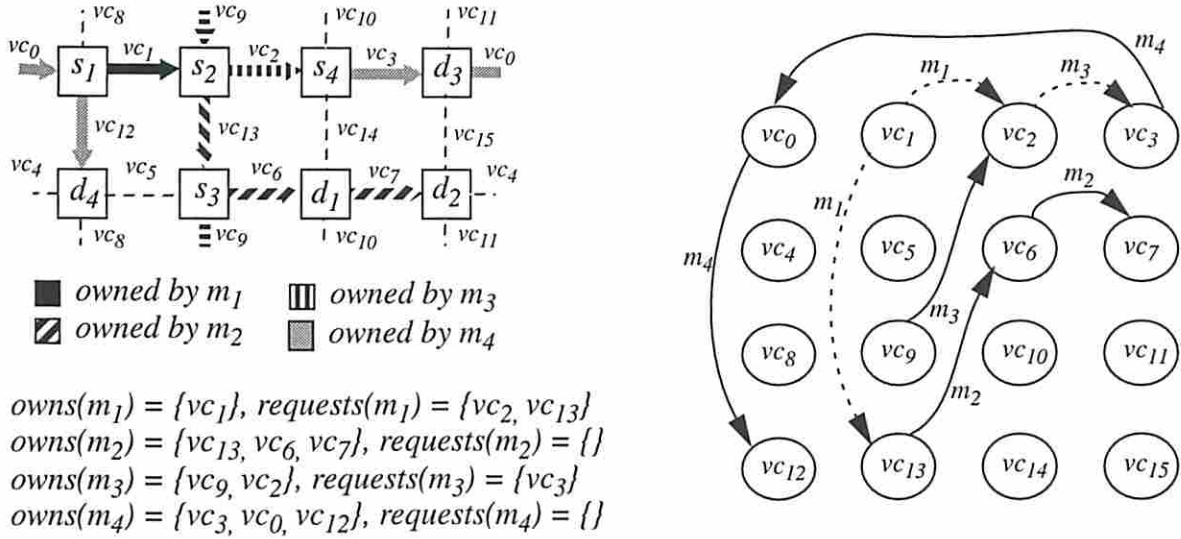 vc8 vc9 vc10 vc11
vc0 vc1 vc2 vc3 vc0
s1 s2 s4 d3
vc12 vc13 vc14 vc15
vc4 vc5 vc6 vc7 vc4
d4 s3 d1 d2
vc8 vc9 vc10 vc11
owned by m1 owned by m3
owned by m2 owned by m4
owns(m1) = {vc1}, requests(m1) = {vc2, vc13}
owns(m2) = {vc13, vc6, vc7}, requests(m2) = {}
owns(m3) = {vc9, vc2}, requests(m3) = {vc3}
owns(m4) = {vc3, vc0, vc12}, requests(m4) = {}
m4
m1 m3
vc0 vc1 vc2 vc3
m1 m2
m4
vc4 vc5 vc6 vc7
m3
vc8 vc9 vc10 vc11
m2
vc12 vc13 vc14 vc15